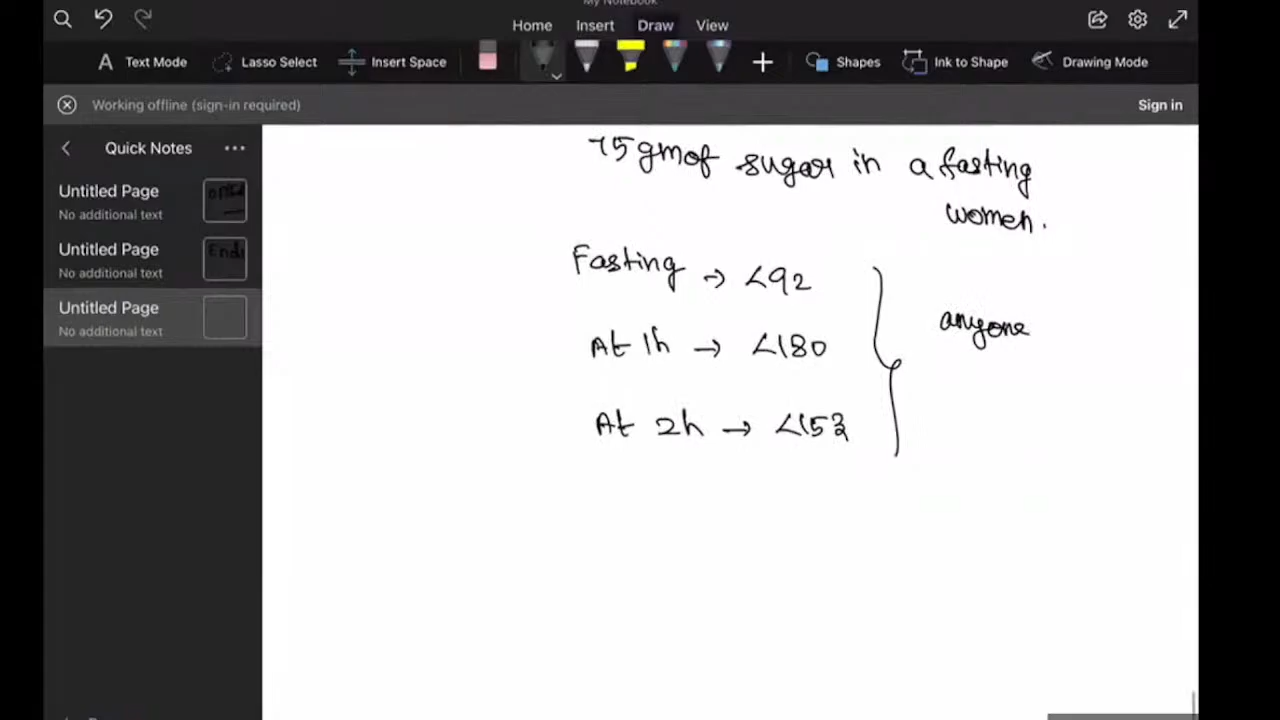 My Notebook
Home Insert Draw View
Text Mode Lasso Select Insert Space Shapes Ink to Shape Drawing Mode
Working offline (sign-in required) Sign in
Quick Notes
Untitled Page
No additional text
Untitled Page
No additional text
Untitled Page
No additional text
75 gm of sugar in a fasting
women.
Fasting → <92
At 1h → <180
At 2h → <153
anyone